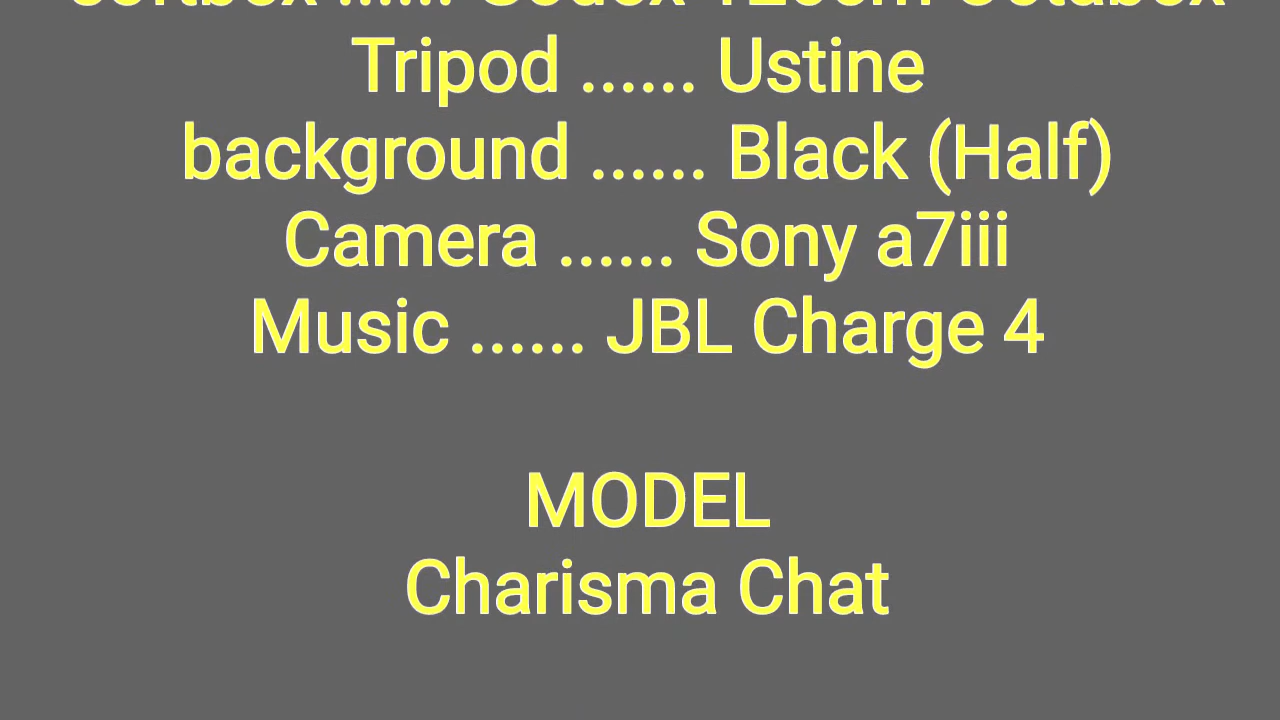 Tripod ...... Ustine
background ...... Black (Half)
Camera ...... Sony a7iii
Music ...... JBL Charge 4
MODEL
Charisma Chat